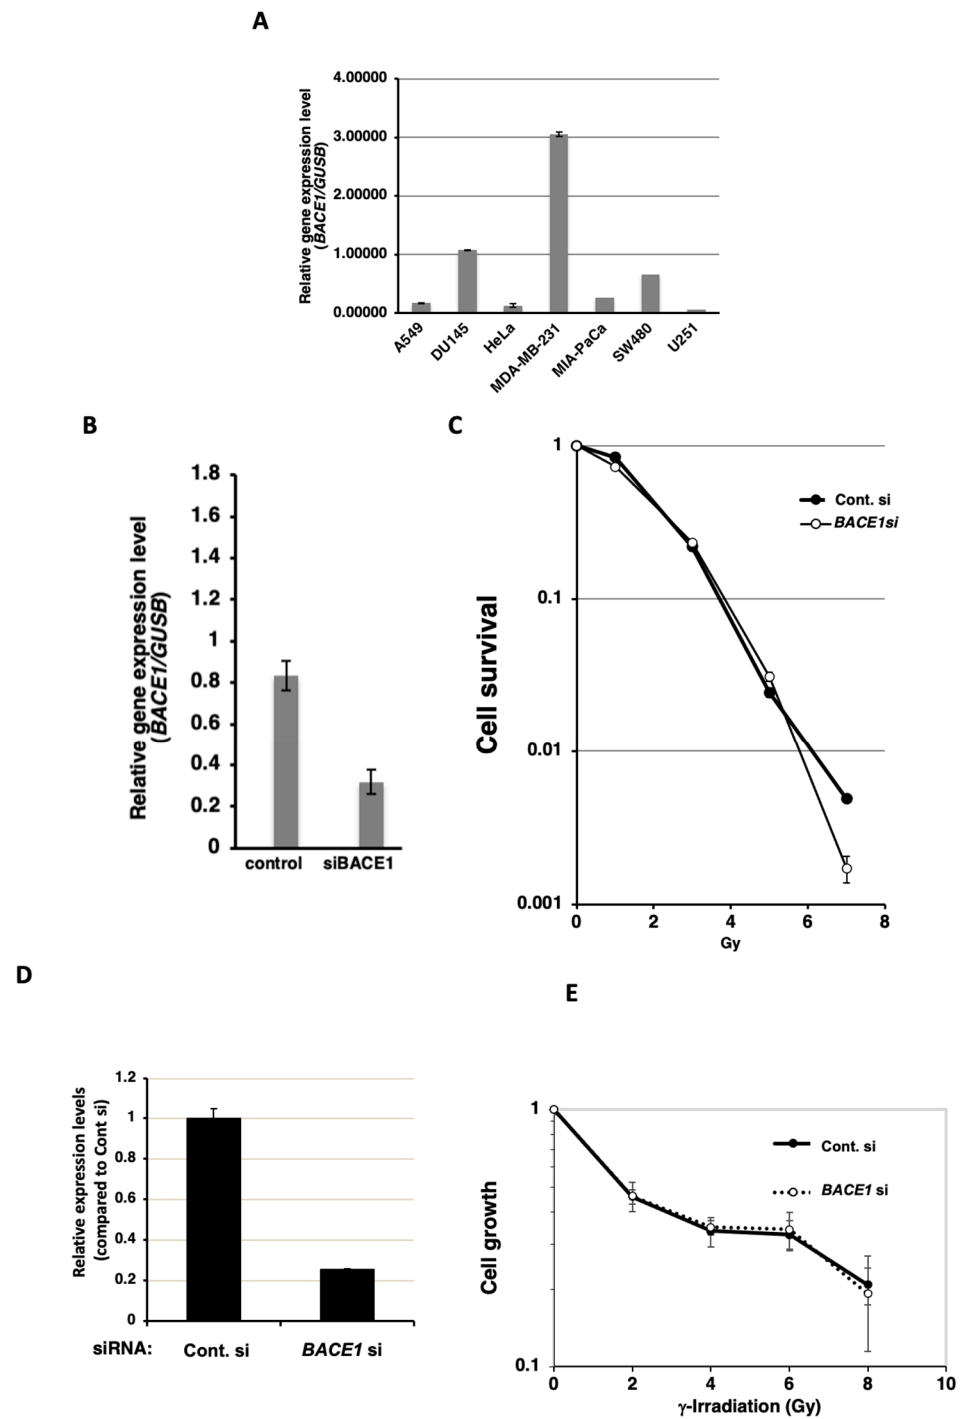 A
Relative gene expression level
(BACE1/GUSB)
4.00000
3.00000
2.00000
1.00000
0.00000
A549
DU145
HeLa
MDA-MB-231
MIA-PaCa
SW480
U251
B
Relative gene expression level
(BACE1/GUSB)
1.8
1.6
1.4
1.2
1
0.8
0.6
0.4
0.2
0
control
siBACE1
C
Cell survival
1
0.1
0.01
0.001
0
2
4
6
8
Gy
Cont. si
BACE1si
D
Relative expression levels
(compared to Cont si)
1.2
1
0.8
0.6
0.4
0.2
0
siRNA:
Cont. si
BACE1 si
E
Cell growth
1
0.1
0
2
4
6
8
10
γ-Irradiation (Gy)
Cont. si
BACE1 si